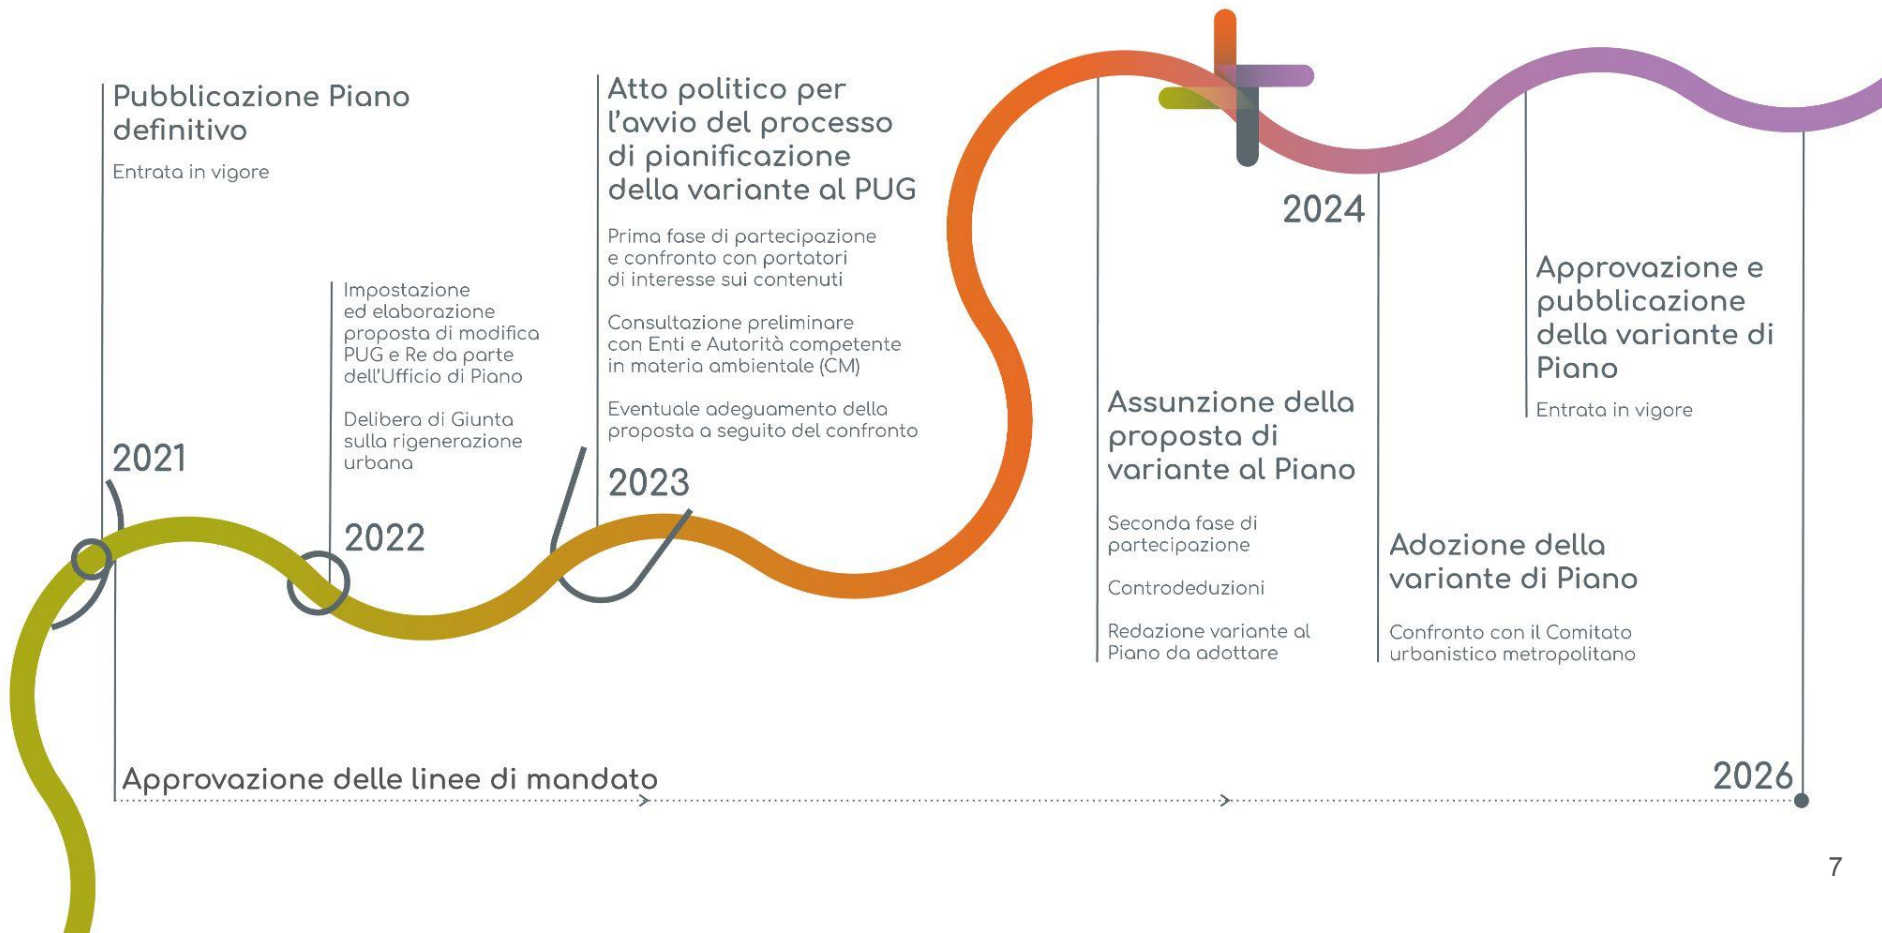 Pubblicazione Piano
definitivo
Entrata in vigore
2021
Impostazione
ed elaborazione
proposta di modifica
PUG e Re da parte
dell'Ufficio di Piano
Delibera di Giunta
sulla rigenerazione
urbana
2022
Atto politico per
l'avvio del processo
di pianificazione
della variante al PUG
Prima fase di partecipazione
e confronto con portatori
di interesse sui contenuti
Consultazione preliminare
con Enti e Autorità competente
in materia ambientale (CM)
Eventuale adeguamento della
proposta a seguito del confronto
2023
Assunzione della
proposta di
variante al Piano
Seconda fase di
partecipazione
Controdeduzioni
Redazione variante al
Piano da adottare
2024
Adozione della
variante di Piano
Confronto con il Comitato
urbanistico metropolitano
Approvazione e
pubblicazione
della variante di
Piano
Entrata in vigore
Approvazione delle linee di mandato
2026
7